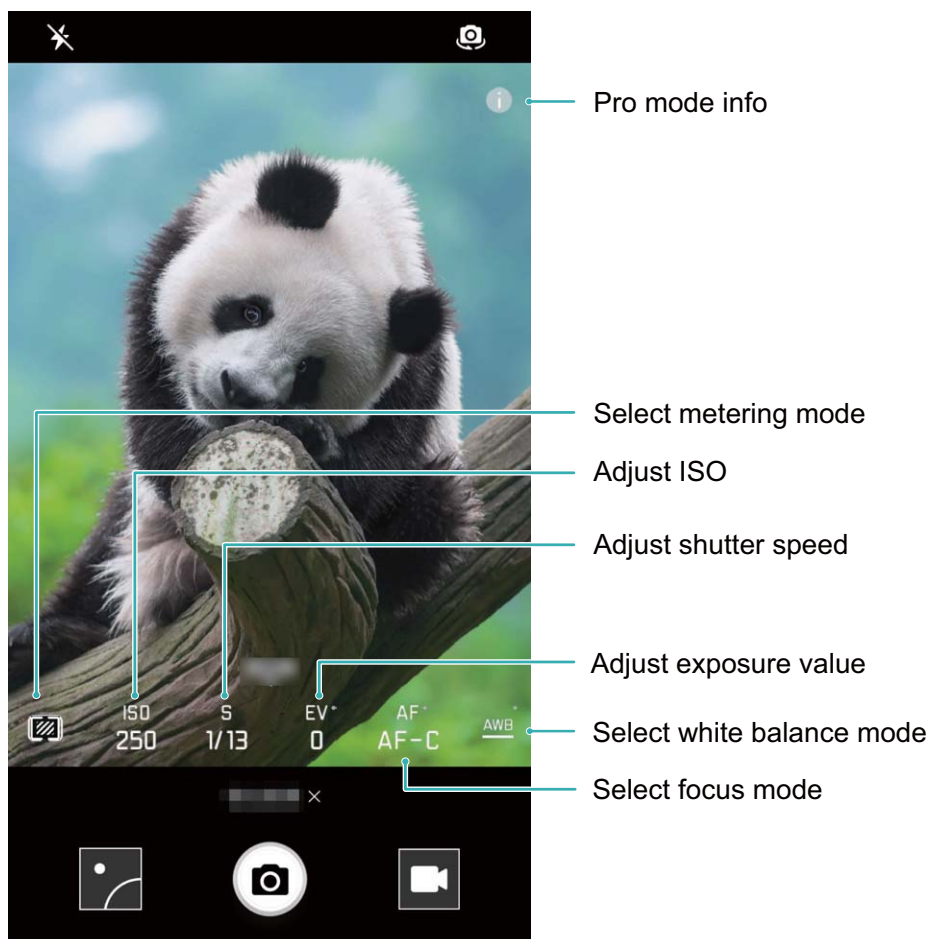 Pro mode info
Select metering mode
Adjust ISO
Adjust shutter speed
Adjust exposure value
ISO S EV AF AWB
250 1/13 0 AF-C
Select white balance mode
Select focus mode